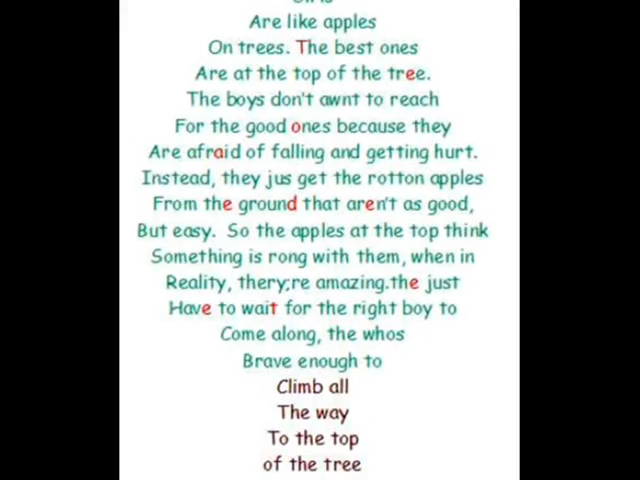 Are like apples
On trees. The best ones
Are at the top of the tree.
The boys don't awnt to reach
For the good ones because they
Are afraid of falling and getting hurt.
Instead, they jus get the rotton apples
From the ground that aren't as good,
But easy. So the apples at the top think
Something is rong with them, when in
Reality, thery;re amazing.the just
Have to wait for the right boy to
Come along, the whos
Brave enough to
Climb all
The way
To the top
of the tree